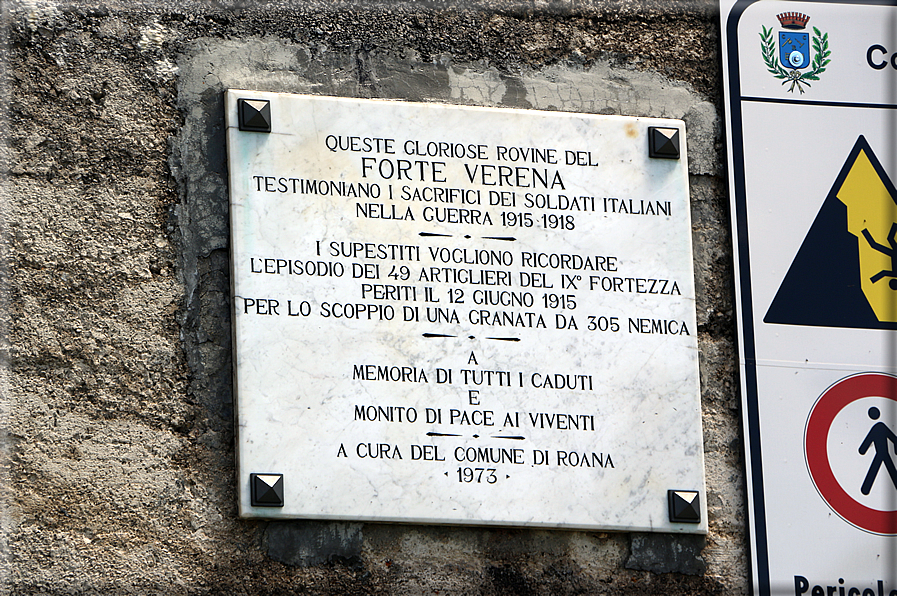 QUESTE GLORIOSE ROVINE DEL
FORTE VERENA
TESTIMONIANO I SACRIFICI DEI SOLDATI ITALIANI
NELLA GUERRA 1915·1918
I SUPESTITI VOGLIONO RICORDARE
L'EPISODIO DEI 49 ARTIGLIERI DEL IX° FORTEZZA
PERITI IL 12 GIUGNO 1915
PER LO SCOPPIO DI UNA GRANATA DA 305 NEMICA
A
MEMORIA DI TUTTI I CADUTI
E
MONITO DI PACE AI VIVENTI
A CURA DEL COMUNE DI ROANA
· 1973 ·